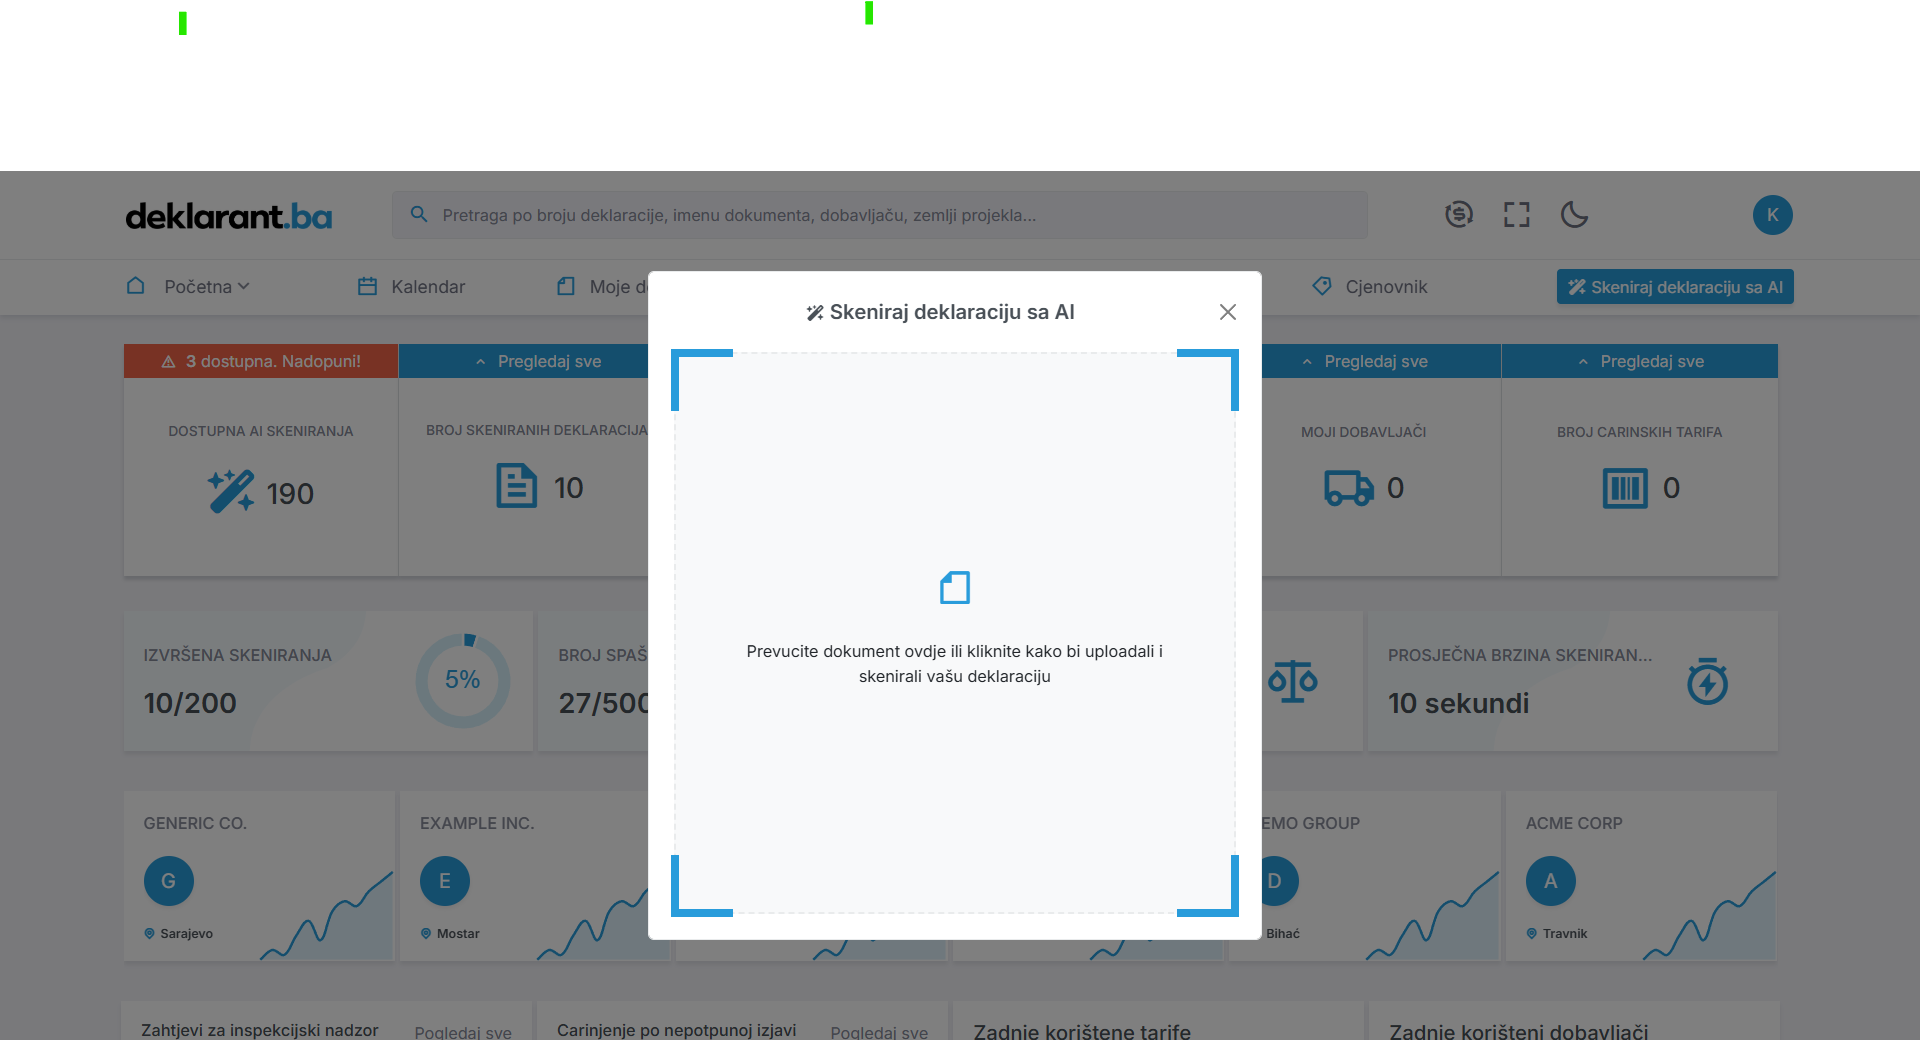 deklarant.ba
Pretraga po broju deklaracije, imenu dokumenta, dobavljaču, zemlji projekla...
K
Početna
Kalendar
Moje d
Cjenovnik
Skeniraj deklaraciju sa AI
Skeniraj deklaraciju sa AI
3 dostupna. Nadopuni!
Pregledaj sve
Pregledaj sve
Pregledaj sve
DOSTUPNA AI SKENIRANJA
BROJ SKENIRANIH DEKLARACIJA
MOJI DOBAVLJAČI
BROJ CARINSKIH TARIFA
190
10
0
0
Prevucite dokument ovdje ili kliknite kako bi uploadali i
skenirali vašu deklaraciju
IZVRŠENA SKENIRANJA
10/200
5%
BROJ SPAŠ
27/500
PROSJEČNA BRZINA SKENIRAN...
10 sekundi
GENERIC CO.
G
Sarajevo
EXAMPLE INC.
E
Mostar
EMO GROUP
D
Bihać
ACME CORP
A
Travnik
Zahtjevi za inspekcijski nadzor
Pogledaj sve
Carinjenje po nepotpunoj izjavi
Pogledaj sve
Zadnje korištene tarife
Zadnje korišteni dobavljači